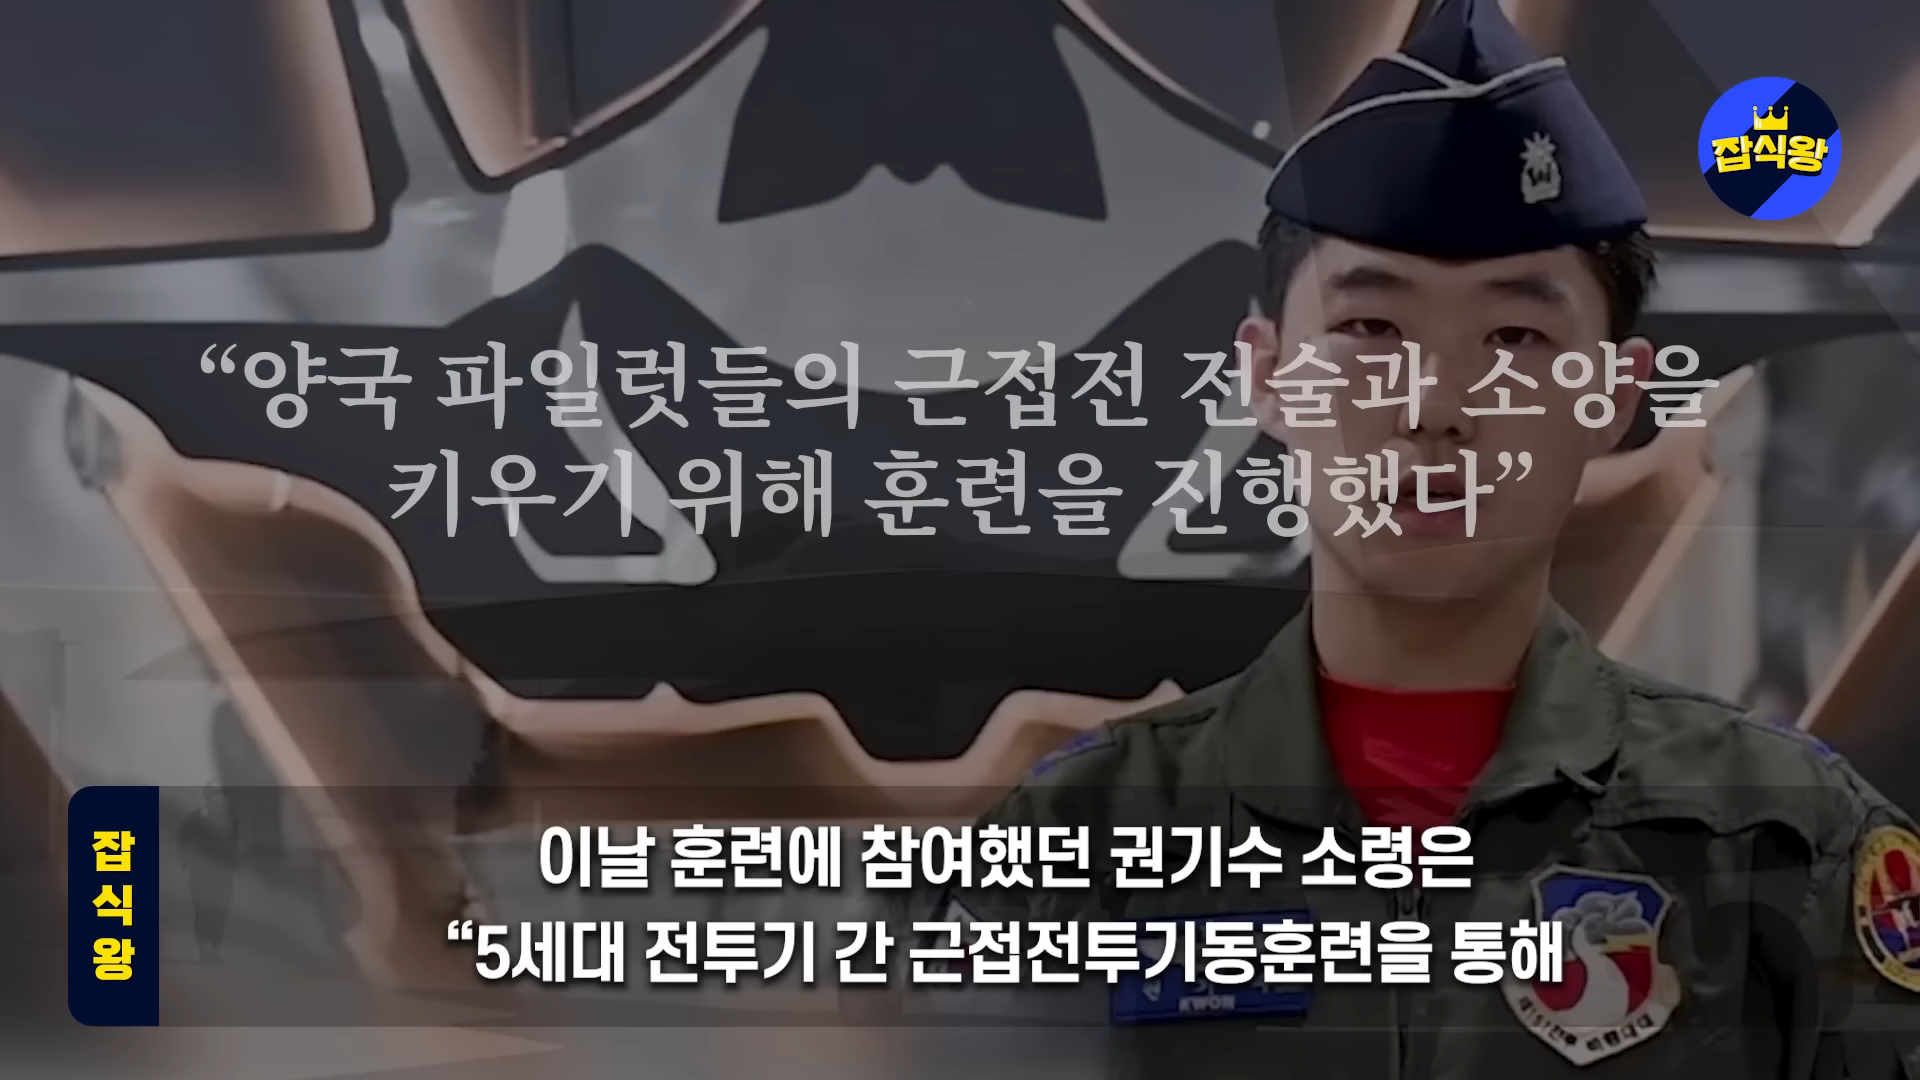 잡식왕
“양국 파일럿들의 근접전 전술과 소양을
키우기 위해 훈련을 진행했다”
잡식왕
이날 훈련에 참여했던 권기수 소령은
“5세대 전투기 간 근접전투기동훈련을 통해
KWON